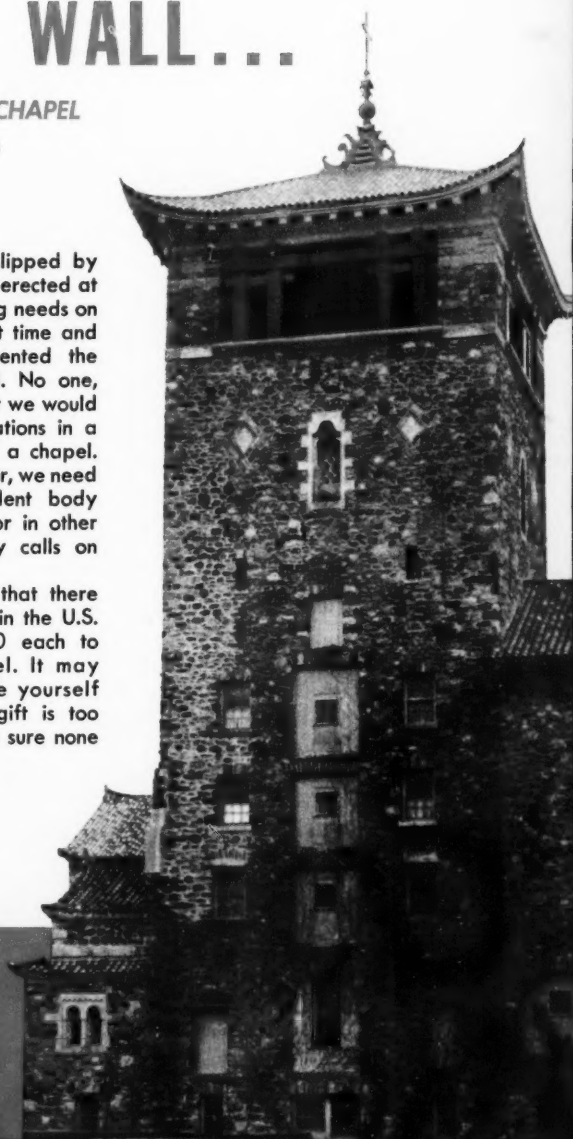 WALL...
CHAPEL
lipped by
erected at
g needs on
t time and
ented the
. No one,
we would
ations in a
a chapel.
r, we need
lent body
or in other
y calls on
that there
in the U.S.
0 each to
el. It may
e yourself
gift is too
sure none